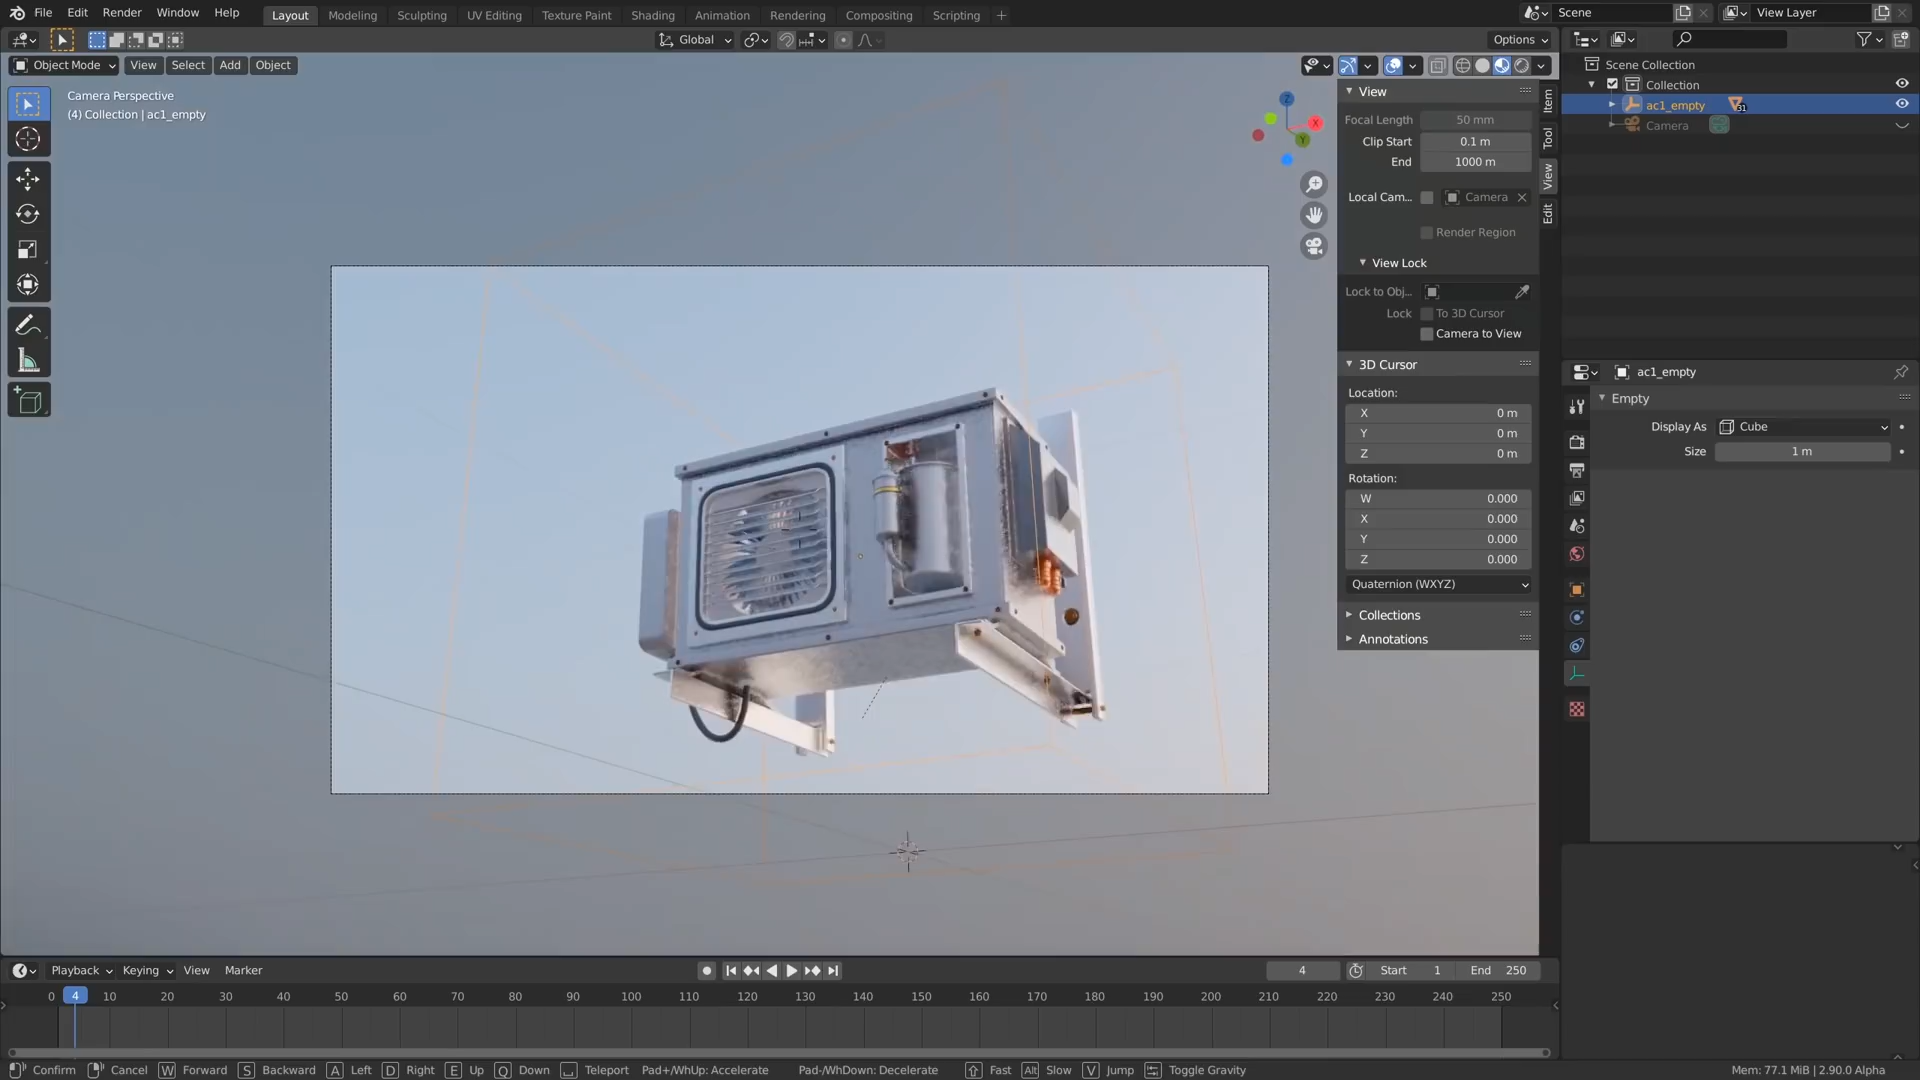 File Edit Render Window Help
Layout Modeling Sculpting UV Editing Texture Paint Shading Animation Rendering Compositing Scripting +
Scene
View Layer
Global
Options
Object Mode View Select Add Object
Camera Perspective
(4) Collection | ac1_empty
X
Y
Z
View
Focal Length 50 mm
Clip Start 0.1 m
End 1000 m
Local Cam... Camera
Render Region
View Lock
Lock to Obj...
Lock To 3D Cursor
Camera to View
3D Cursor
Location:
X 0 m
Y 0 m
Z 0 m
Rotation:
W 0.000
X 0.000
Y 0.000
Z 0.000
Quaternion (WXYZ)
Collections
Annotations
Item
Tool
View
Edit
Scene Collection
Collection
ac1_empty 31
Camera
ac1_empty
Empty
Display As Cube
Size 1 m
Playback Keying View Marker
4 Start 1 End 250
0 4 10 20 30 40 50 60 70 80 90 100 110 120 130 140 150 160 170 180 190 200 210 220 230 240 250
Confirm Cancel W Forward S Backward A Left D Right E Up Q Down Teleport Pad+/WhUp: Accelerate Pad-/WhDown: Decelerate Fast Alt Slow V Jump Toggle Gravity
Mem: 77.1 MiB | 2.90.0 Alpha